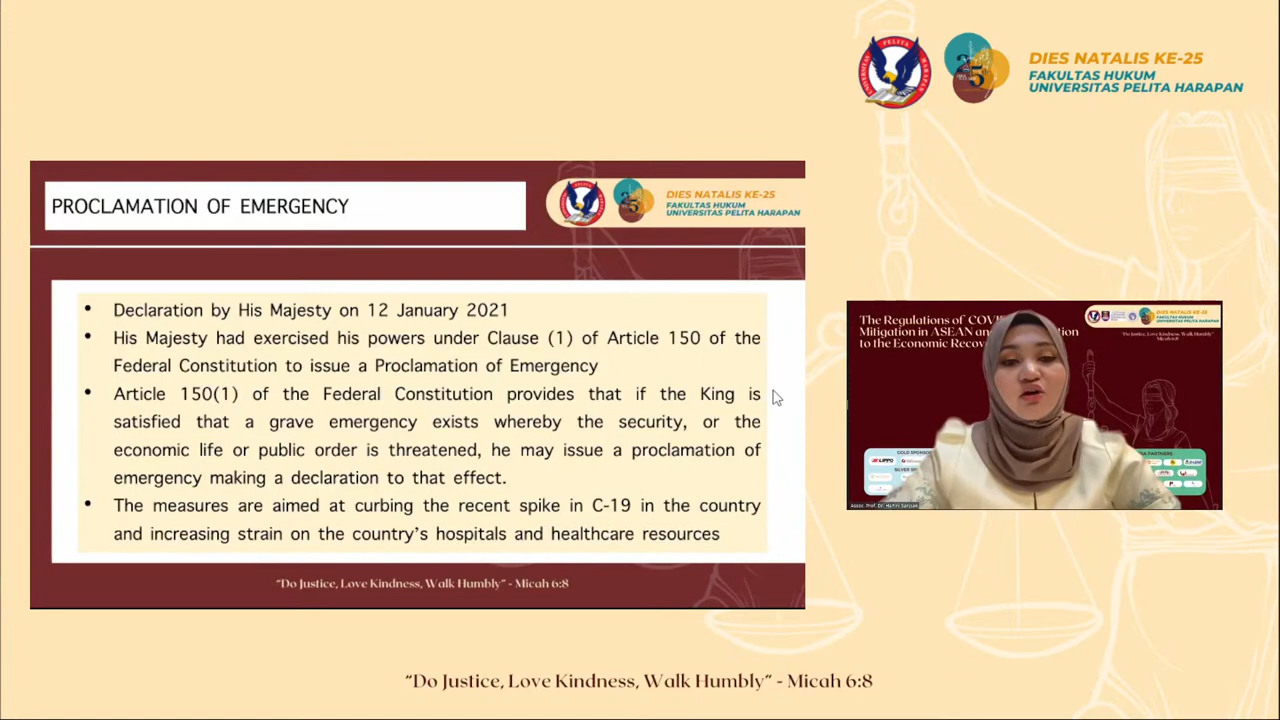 DIES NATALIS KE-25
FAKULTAS HUKUM
UNIVERSITAS PELITA HARAPAN
PROCLAMATION OF EMERGENCY
DIES NATALIS KE-25
FAKULTAS HUKUM
UNIVERSITAS PELITA HARAPAN
• Declaration by His Majesty on 12 January 2021
• His Majesty had exercised his powers under Clause (1) of Article 150 of the
Federal Constitution to issue a Proclamation of Emergency
• Article 150(1) of the Federal Constitution provides that if the King is
satisfied that a grave emergency exists whereby the security, or the
economic life or public order is threatened, he may issue a proclamation of
emergency making a declaration to that effect.
• The measures are aimed at curbing the recent spike in C-19 in the country
and increasing strain on the country's hospitals and healthcare resources
"Do Justice, Love Kindness, Walk Humbly" - Micah 6:8
The Regulations of
Mitigation in ASEAN and
to the Economic
Assoc. Prof. Dr. Hartini Saripan
"Do Justice, Love Kindness, Walk Humbly" - Micah 6:8